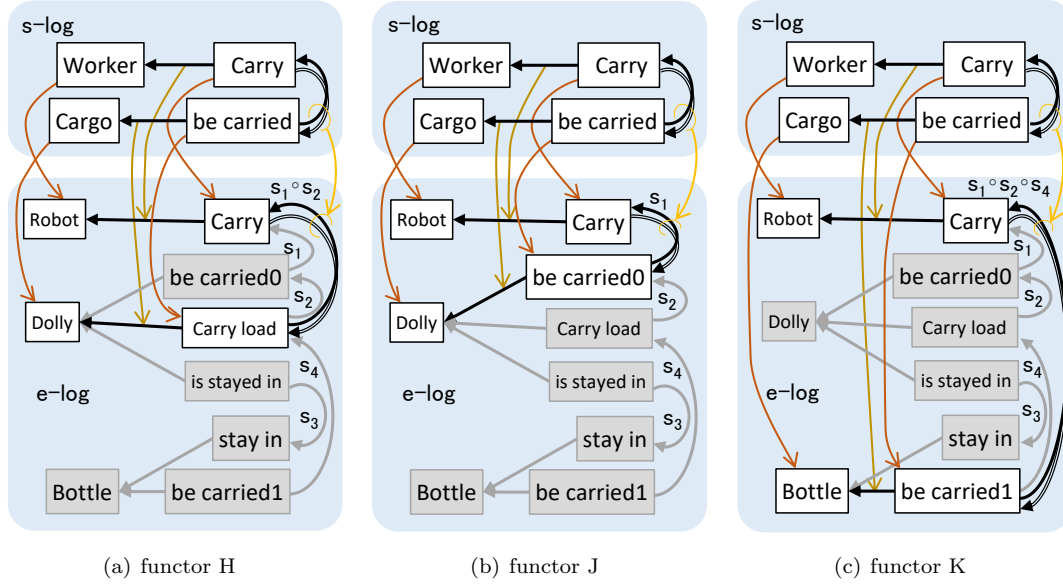 s-log
Worker
Carry
Cargo
be carried
s₁∘s₂
Robot
Carry
s₁
be carried0
s₂
Dolly
Carry load
s₄
is stayed in
e-log
s₃
stay in
Bottle
be carried1
(a) functor H
s-log
Worker
Carry
Cargo
be carried
s₁
Robot
Carry
be carried0
s₂
Dolly
Carry load
s₄
is stayed in
e-log
s₃
stay in
Bottle
be carried1
(b) functor J
s-log
Worker
Carry
Cargo
be carried
s₁∘s₂∘s₄
Robot
Carry
s₁
be carried0
s₂
Dolly
Carry load
s₄
is stayed in
e-log
s₃
stay in
Bottle
be carried1
(c) functor K